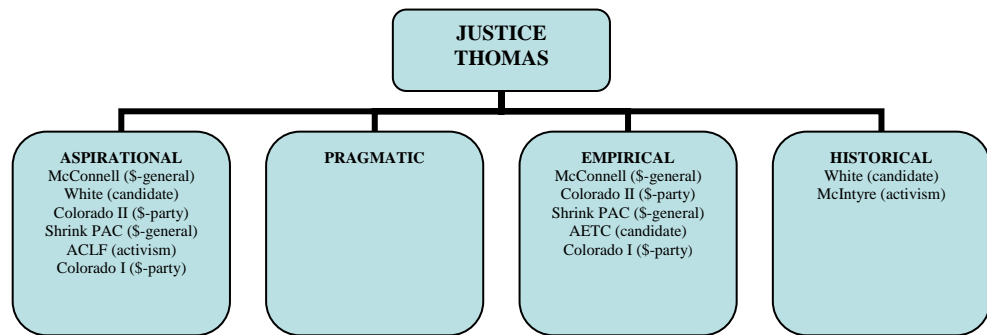 JUSTICE
THOMAS
ASPIRATIONAL
McConnell ($-general)
White (candidate)
Colorado II ($-party)
Shrink PAC ($-general)
ACLF (activism)
Colorado I ($-party)
PRAGMATIC
EMPIRICAL
McConnell ($-general)
Colorado II ($-party)
Shrink PAC ($-general)
AETC (candidate)
Colorado I ($-party)
HISTORICAL
White (candidate)
McIntyre (activism)